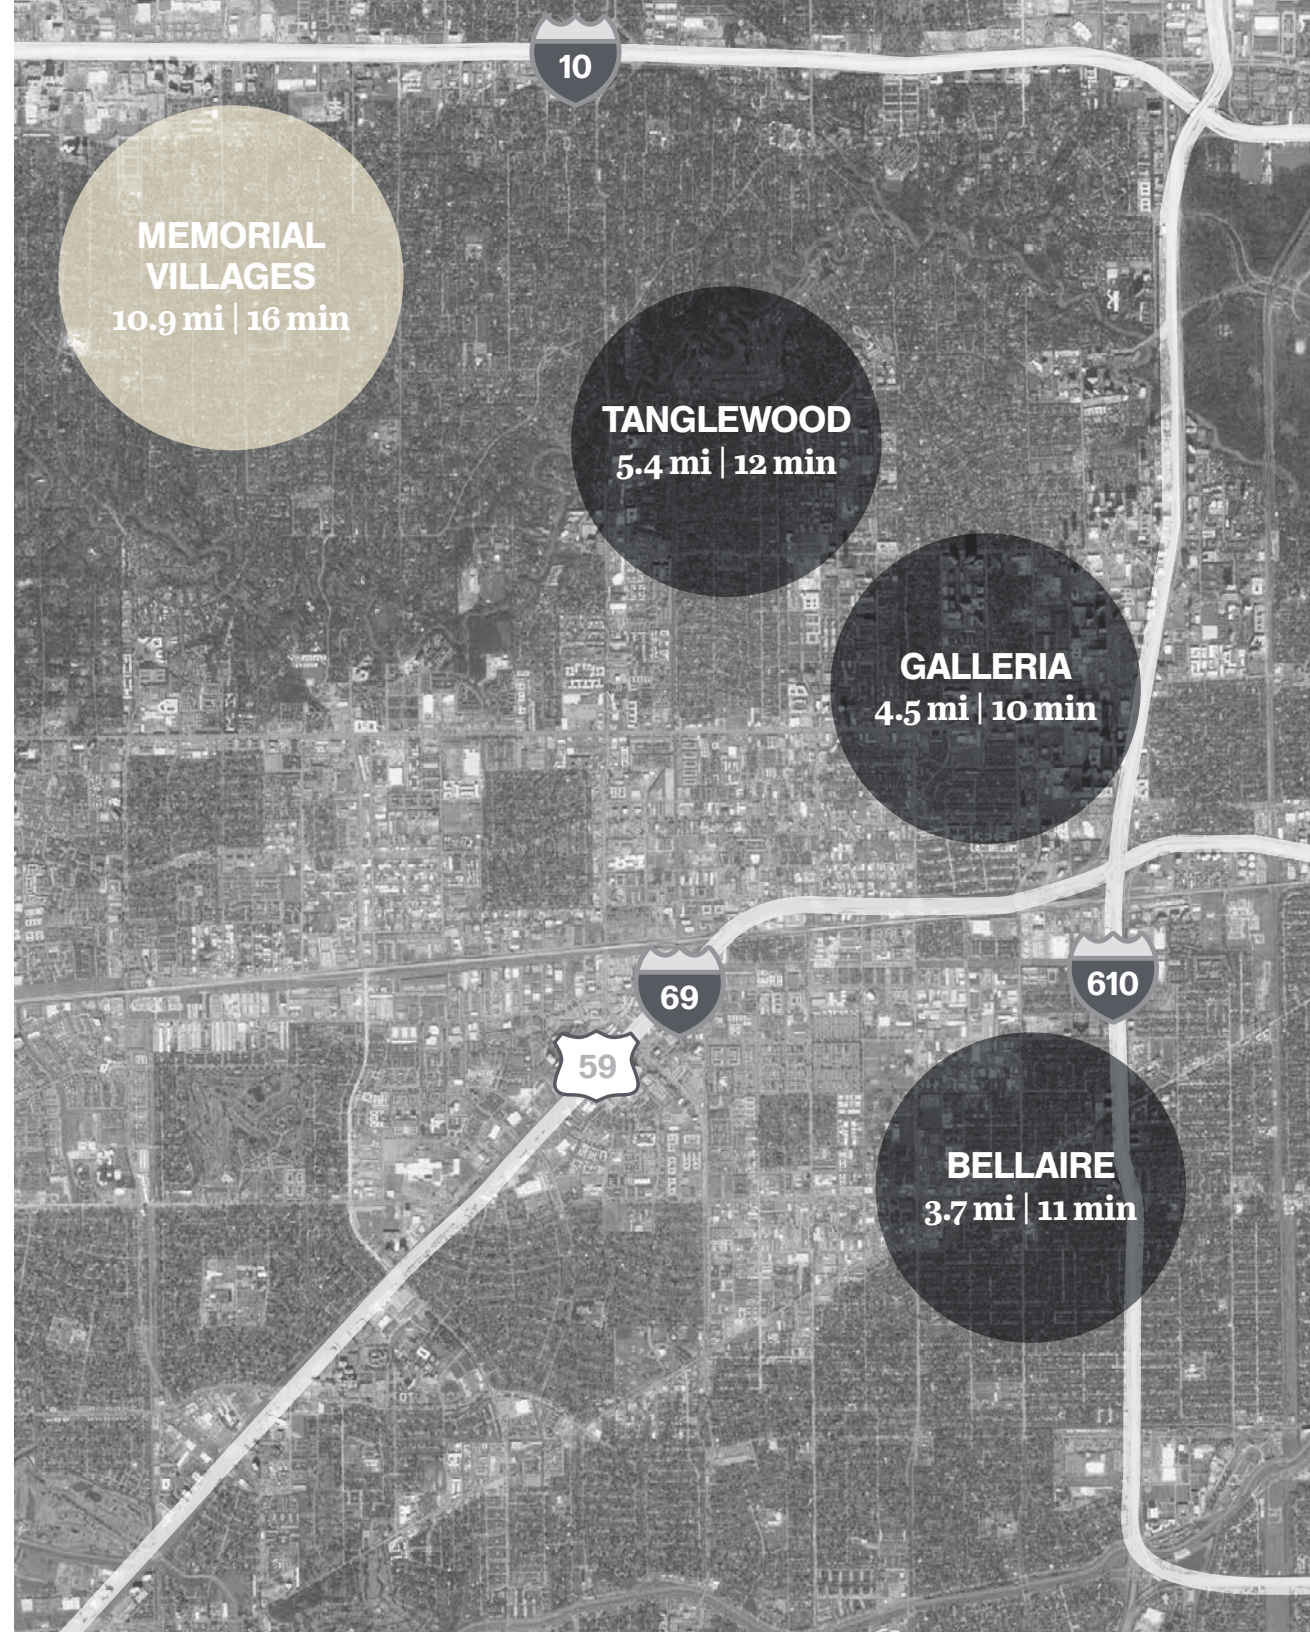 10
MEMORIAL
VILLAGES
10.9 mi | 16 min
TANGLEWOOD
5.4 mi | 12 min
GALLERIA
4.5 mi | 10 min
69
610
59
BELLAIRE
3.7 mi | 11 min